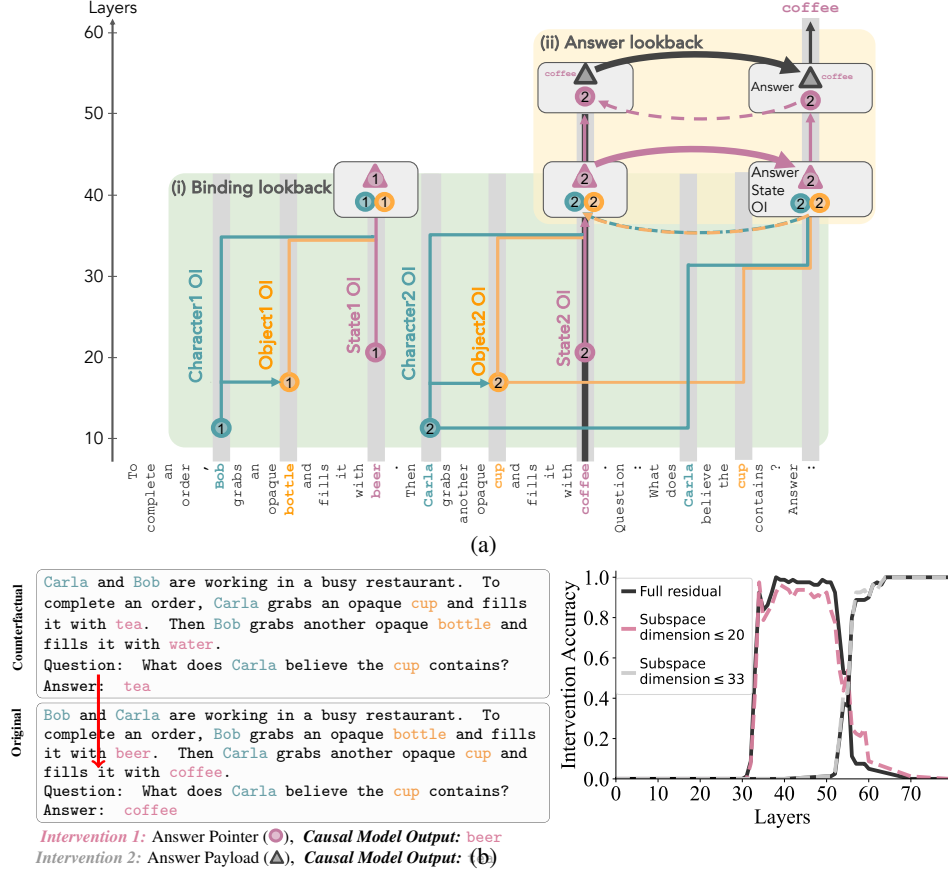 Layers
coffee
60
50
40
30
20
10
(ii) Answer lookback
coffee
2
Answer
coffee
2
(i) Binding lookback
1
1 1
2
2 2
Answer
State
OI
2
2 2
Character1 OI
Object1 OI
State1 OI
Character2 OI
Object2 OI
State2 OI
1
1
1
2
2
2
To complete an order, Bob grabs an opaque bottle and fills it with beer. Then Carla grabs another opaque cup and fills it with coffee. Question: What does Carla believe the cup contains? Answer:
(a)
Counterfactual
Carla and Bob are working in a busy restaurant. To
complete an order, Carla grabs an opaque cup and fills
it with tea. Then Bob grabs another opaque bottle and
fills it with water.
Question: What does Carla believe the cup contains?
Answer: tea
Original
Bob and Carla are working in a busy restaurant. To
complete an order, Bob grabs an opaque bottle and fills
it with beer. Then Carla grabs another opaque cup and
fills it with coffee.
Question: What does Carla believe the cup contains?
Answer: coffee
Intervention 1: Answer Pointer ( ), Causal Model Output: beer
Intervention 2: Answer Payload ( ), Causal Model Output:
(b)
Intervention Accuracy
1.0
0.8
0.6
0.4
0.2
0.0
Full residual
Subspace
dimension ≤ 20
Subspace
dimension ≤ 33
0 10 20 30 40 50 60 70
Layers